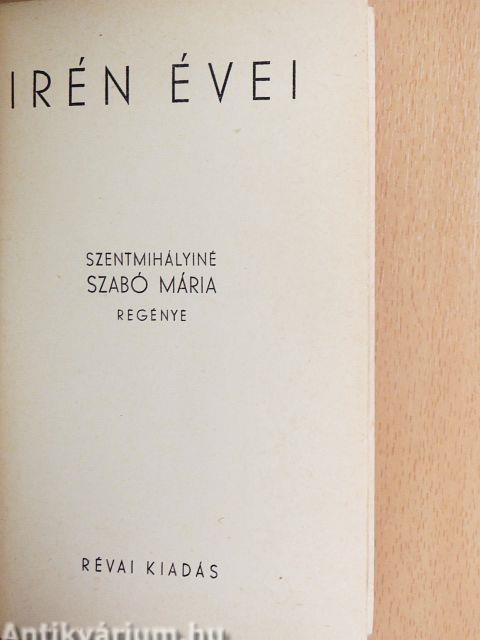 IRÉN ÉVEI
SZENTMIHÁLYINÉ
SZABÓ MÁRIA
REGÉNYE
RÉVAI KIADÁS
Antikvárium.hu